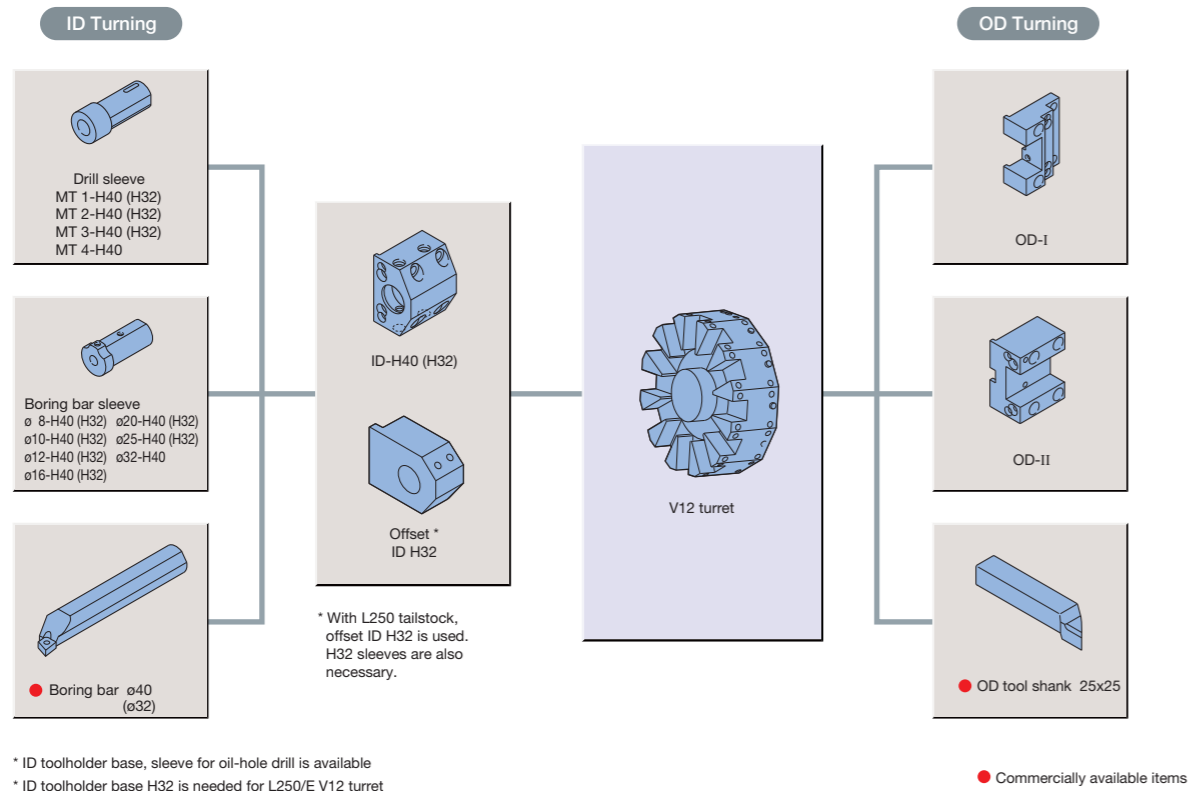 ID Turning
OD Turning
Drill sleeve
MT 1-H40 (H32)
MT 2-H40 (H32)
MT 3-H40 (H32)
MT 4-H40
Boring bar sleeve
ø 8-H40 (H32) ø20-H40 (H32)
ø10-H40 (H32) ø25-H40 (H32)
ø12-H40 (H32) ø32-H40
ø16-H40 (H32)
Boring bar ø40
(ø32)
ID-H40 (H32)
Offset *
ID H32
* With L250 tailstock,
offset ID H32 is used.
H32 sleeves are also
necessary.
V12 turret
OD-I
OD-II
OD tool shank 25x25
* ID toolholder base, sleeve for oil-hole drill is available
* ID toolholder base H32 is needed for L250/E V12 turret
Commercially available items